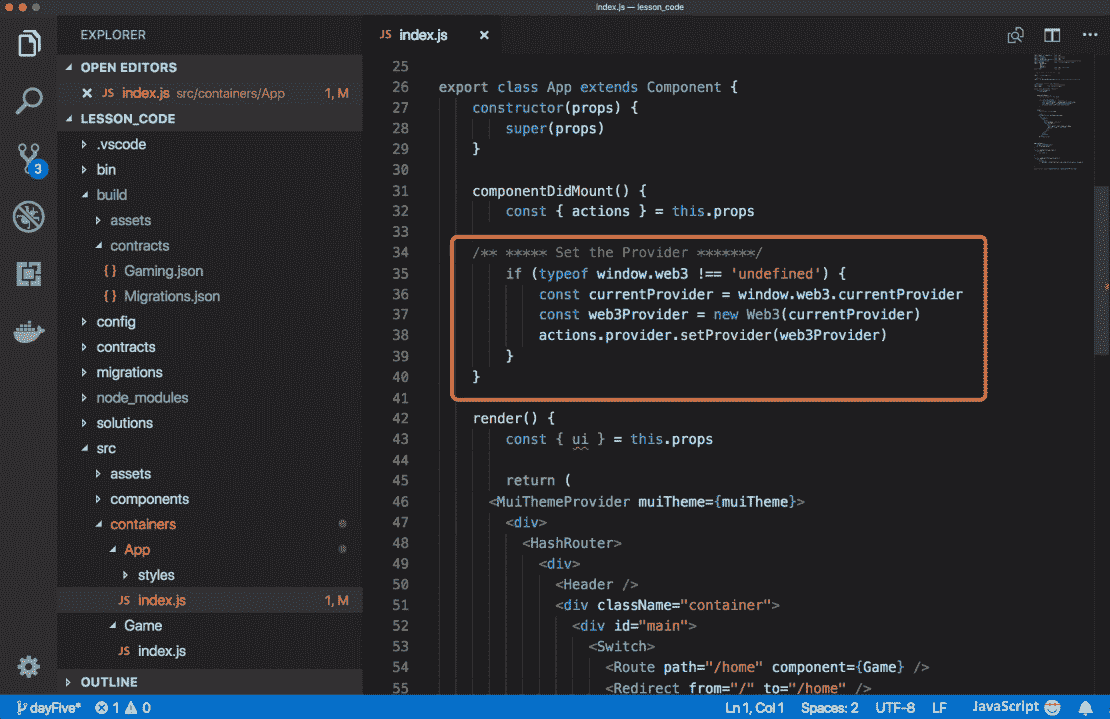 index.js — lesson_code
EXPLORER
OPEN EDITORS
JS index.js src/containers/App 1, M
LESSON_CODE
.vscode
bin
build
assets
contracts
{} Gaming.json
{} Migrations.json
config
contracts
migrations
node_modules
solutions
src
assets
components
containers
App
styles
JS index.js 1, M
Game
JS index.js
OUTLINE
3
JS index.js
25
26 export class App extends Component {
27 constructor(props) {
28 super(props)
29 }
30
31 componentDidMount() {
32 const { actions } = this.props
33
34 /** ***** Set the Provider *******/
35 if (typeof window.web3 !== 'undefined') {
36 const currentProvider = window.web3.currentProvider
37 const web3Provider = new Web3(currentProvider)
38 actions.provider.setProvider(web3Provider)
39 }
40 }
41
42 render() {
43 const { ui } = this.props
44
45 return (
46 <MuiThemeProvider muiTheme={muiTheme}>
47 <div>
48 <HashRouter>
49 <div>
50 <Header />
51 <div className="container">
52 <div id="main">
53 <Switch>
54 <Route path="/home" component={Game} />
55 <Redirect from="/" to="/home" />
dayFive* 1 0 Ln 1, Col 1 Spaces: 2 UTF-8 LF JavaScript